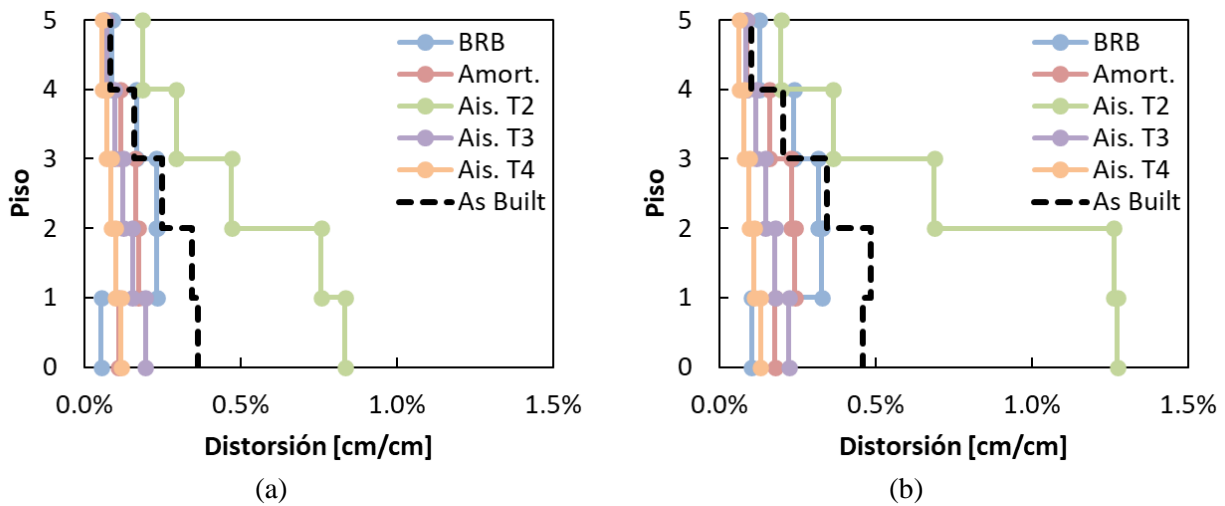 5
4
3
2
1
0
Piso
0.0%
0.5%
1.0%
1.5%
Distorsión [cm/cm]
BRB
Amort.
Ais. T2
Ais. T3
Ais. T4
As Built
(a)
5
4
3
2
1
0
Piso
0.0%
0.5%
1.0%
1.5%
Distorsión [cm/cm]
BRB
Amort.
Ais. T2
Ais. T3
Ais. T4
As Built
(b)